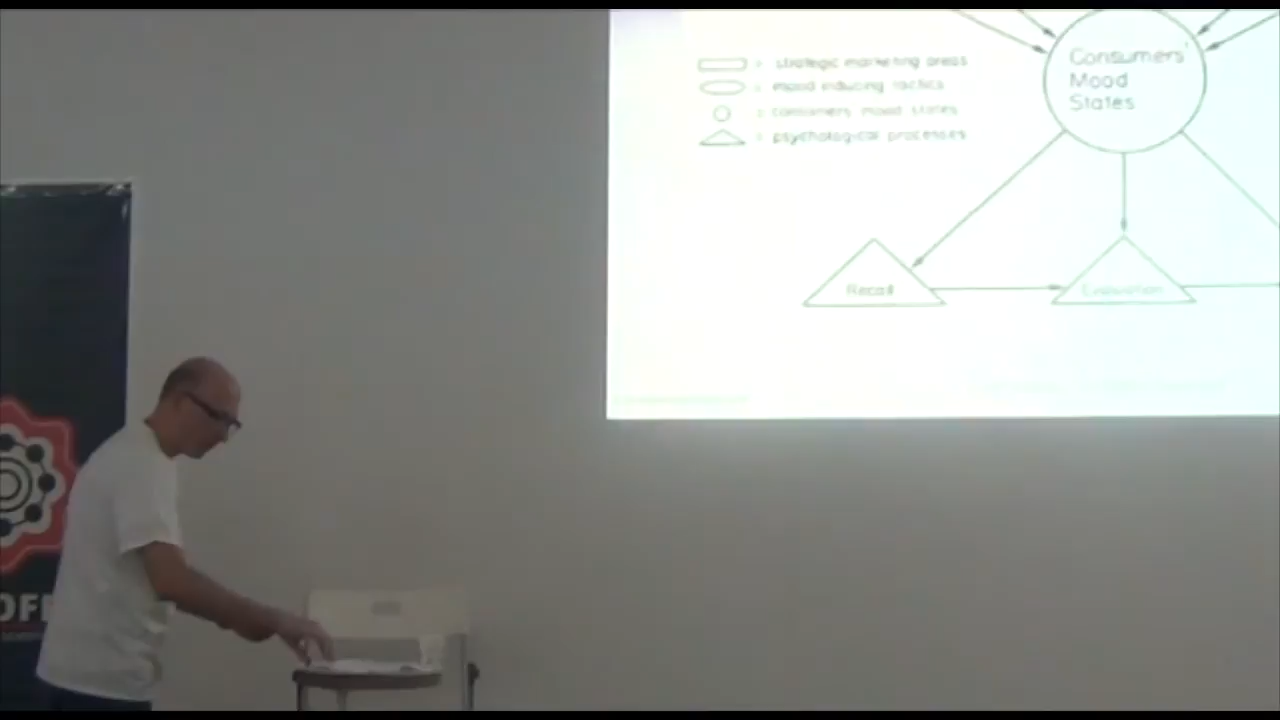 = strategic marketing areas
= mood inducing tactics
= consumers' mood states
= psychological processes
Consumers'
Mood
States
Recall
Evaluation